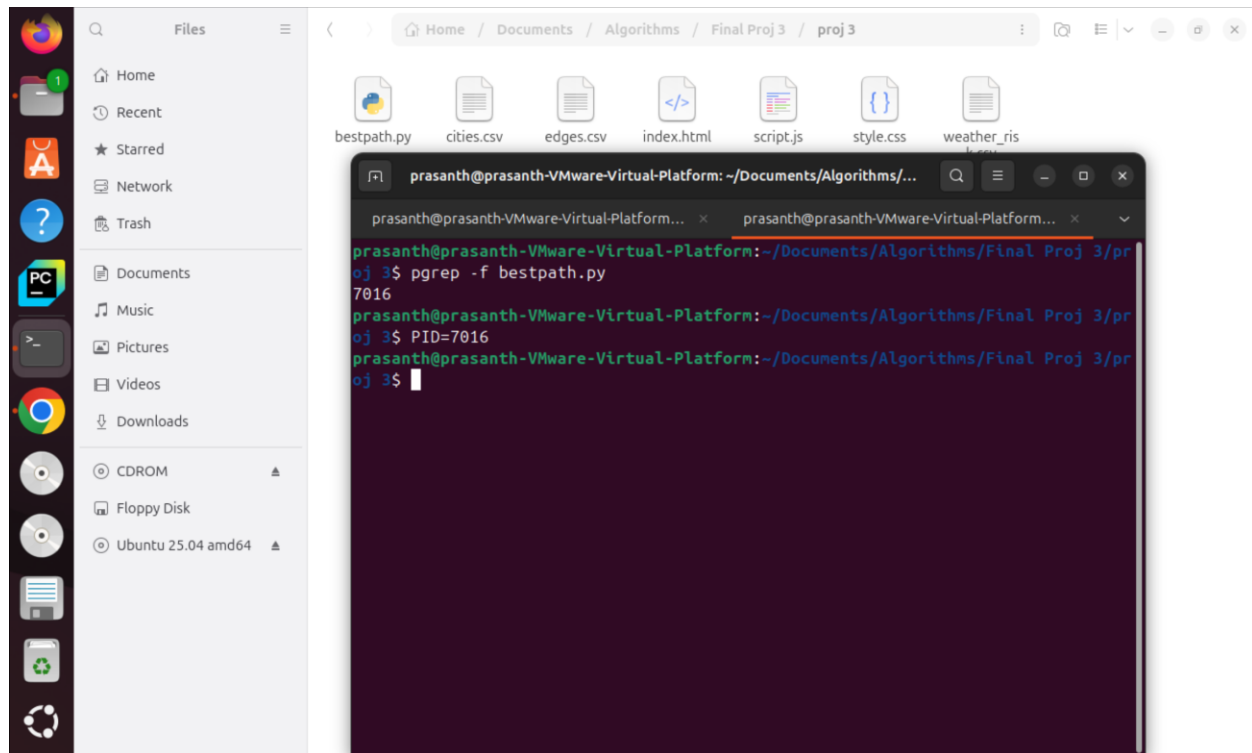 Files
Home / Documents / Algorithms / Final Proj 3 / proj 3
1
Home
Recent
Starred
Network
Trash
Documents
Music
Pictures
Videos
Downloads
CDROM
Floppy Disk
Ubuntu 25.04 amd64
PC
>_
bestpath.py cities.csv edges.csv index.html script.js style.css weather_ris
k.csv
prasanth@prasanth-VMware-Virtual-Platform: ~/Documents/Algorithms/...
prasanth@prasanth-VMware-Virtual-Platform... × prasanth@prasanth-VMware-Virtual-Platform... ×
prasanth@prasanth-VMware-Virtual-Platform:~/Documents/Algorithms/Final Proj 3/pr
oj 3$ pgrep -f bestpath.py
7016
prasanth@prasanth-VMware-Virtual-Platform:~/Documents/Algorithms/Final Proj 3/pr
oj 3$ PID=7016
prasanth@prasanth-VMware-Virtual-Platform:~/Documents/Algorithms/Final Proj 3/pr
oj 3$